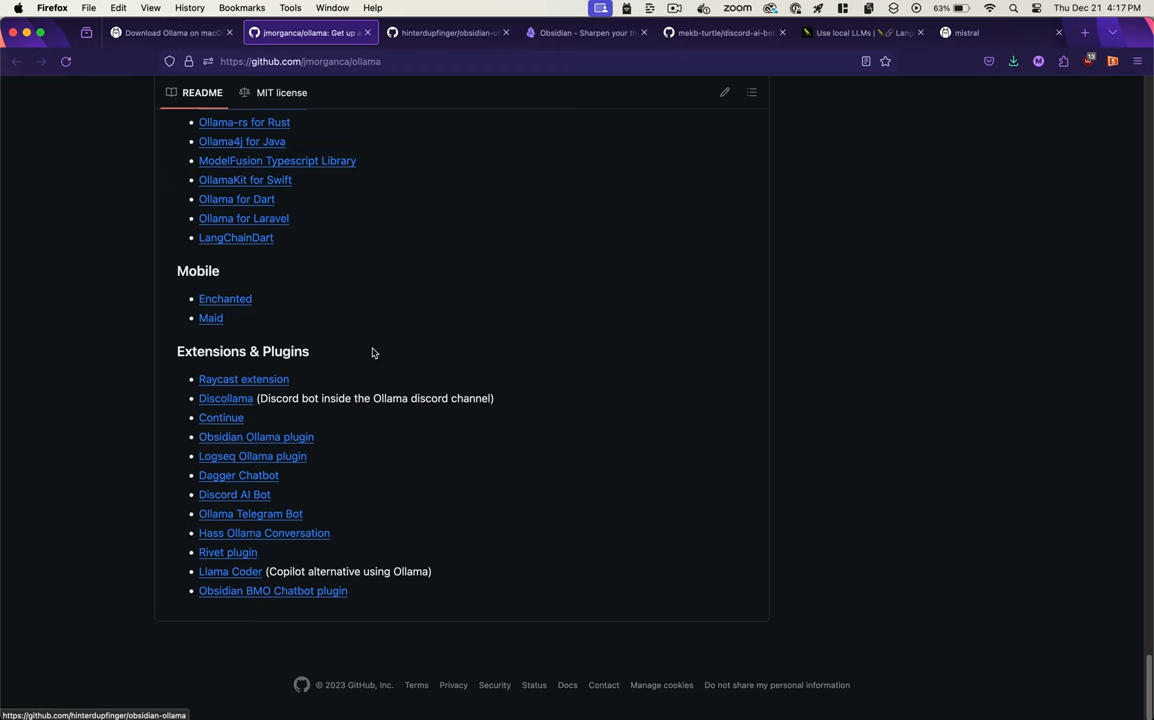 Firefox File Edit View History Bookmarks Tools Window Help zoom 63% Thu Dec 21 4:17 PM
Download Ollama on macO
jmorganca/ollama: Get up a
hinterdupfinger/obsidian-ol
Obsidian - Sharpen your th
mekb-turtle/discord-ai-bot
Use local LLMs | 🦜🔗 Lang
mistral
https://github.com/jmorganca/ollama
13
README MIT license
Ollama-rs for Rust
Ollama4j for Java
ModelFusion Typescript Library
OllamaKit for Swift
Ollama for Dart
Ollama for Laravel
LangChainDart
Mobile
Enchanted
Maid
Extensions & Plugins
Raycast extension
Discollama (Discord bot inside the Ollama discord channel)
Continue
Obsidian Ollama plugin
Logseq Ollama plugin
Dagger Chatbot
Discord AI Bot
Ollama Telegram Bot
Hass Ollama Conversation
Rivet plugin
Llama Coder (Copilot alternative using Ollama)
Obsidian BMO Chatbot plugin
© 2023 GitHub, Inc. Terms Privacy Security Status Docs Contact Manage cookies Do not share my personal information
https://github.com/hinterdupfinger/obsidian-ollama